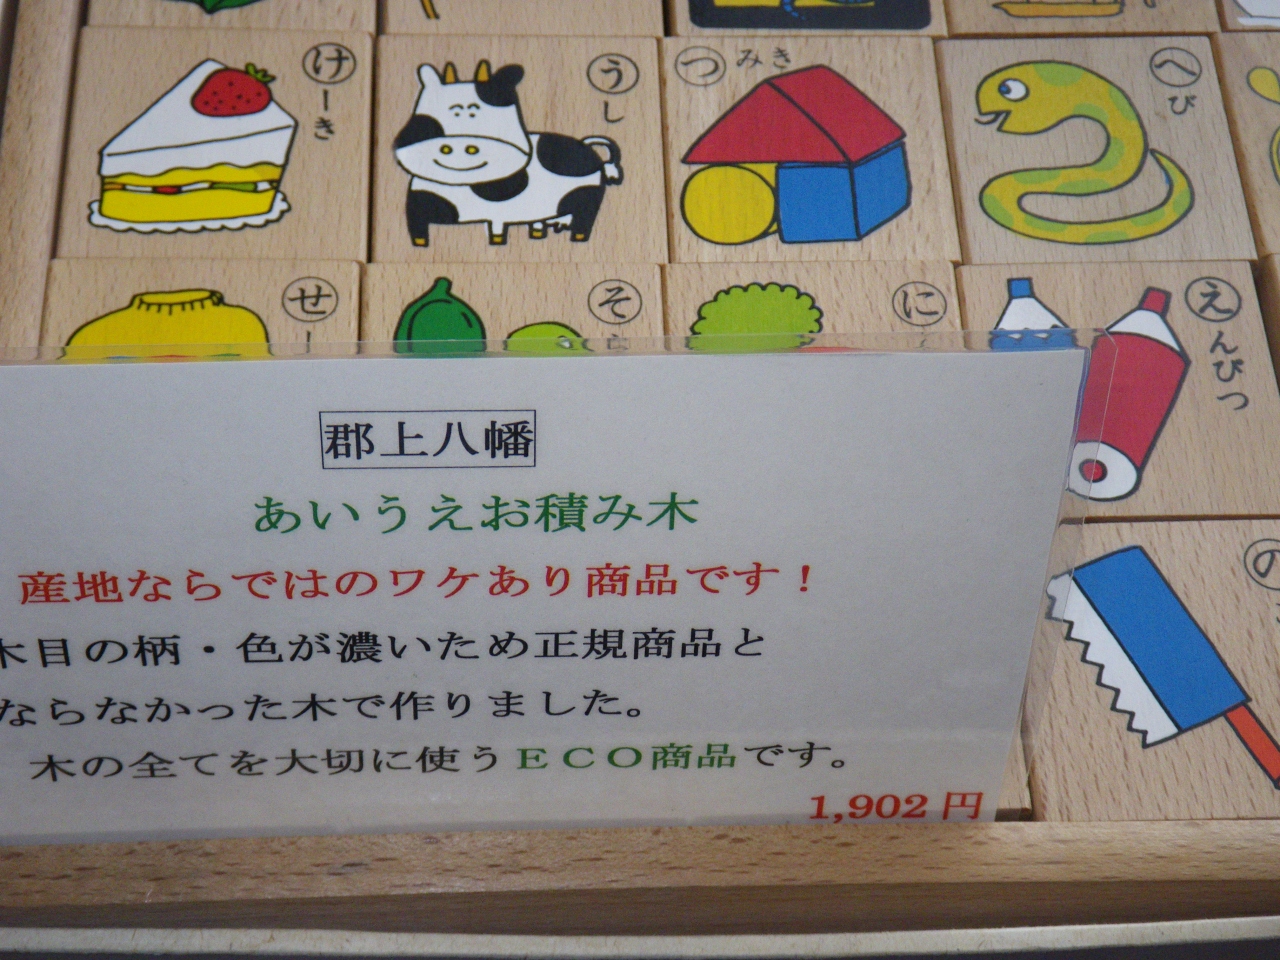 けーき
うし
つみき
へび
せー
そら
に
えんぴつ
の
郡上八幡
あいうえお積み木
産地ならではのワケあり商品です！
木目の柄・色が濃いため正規商品と
ならなかった木で作りました。
木の全てを大切に使うＥＣＯ商品です。
1,902 円